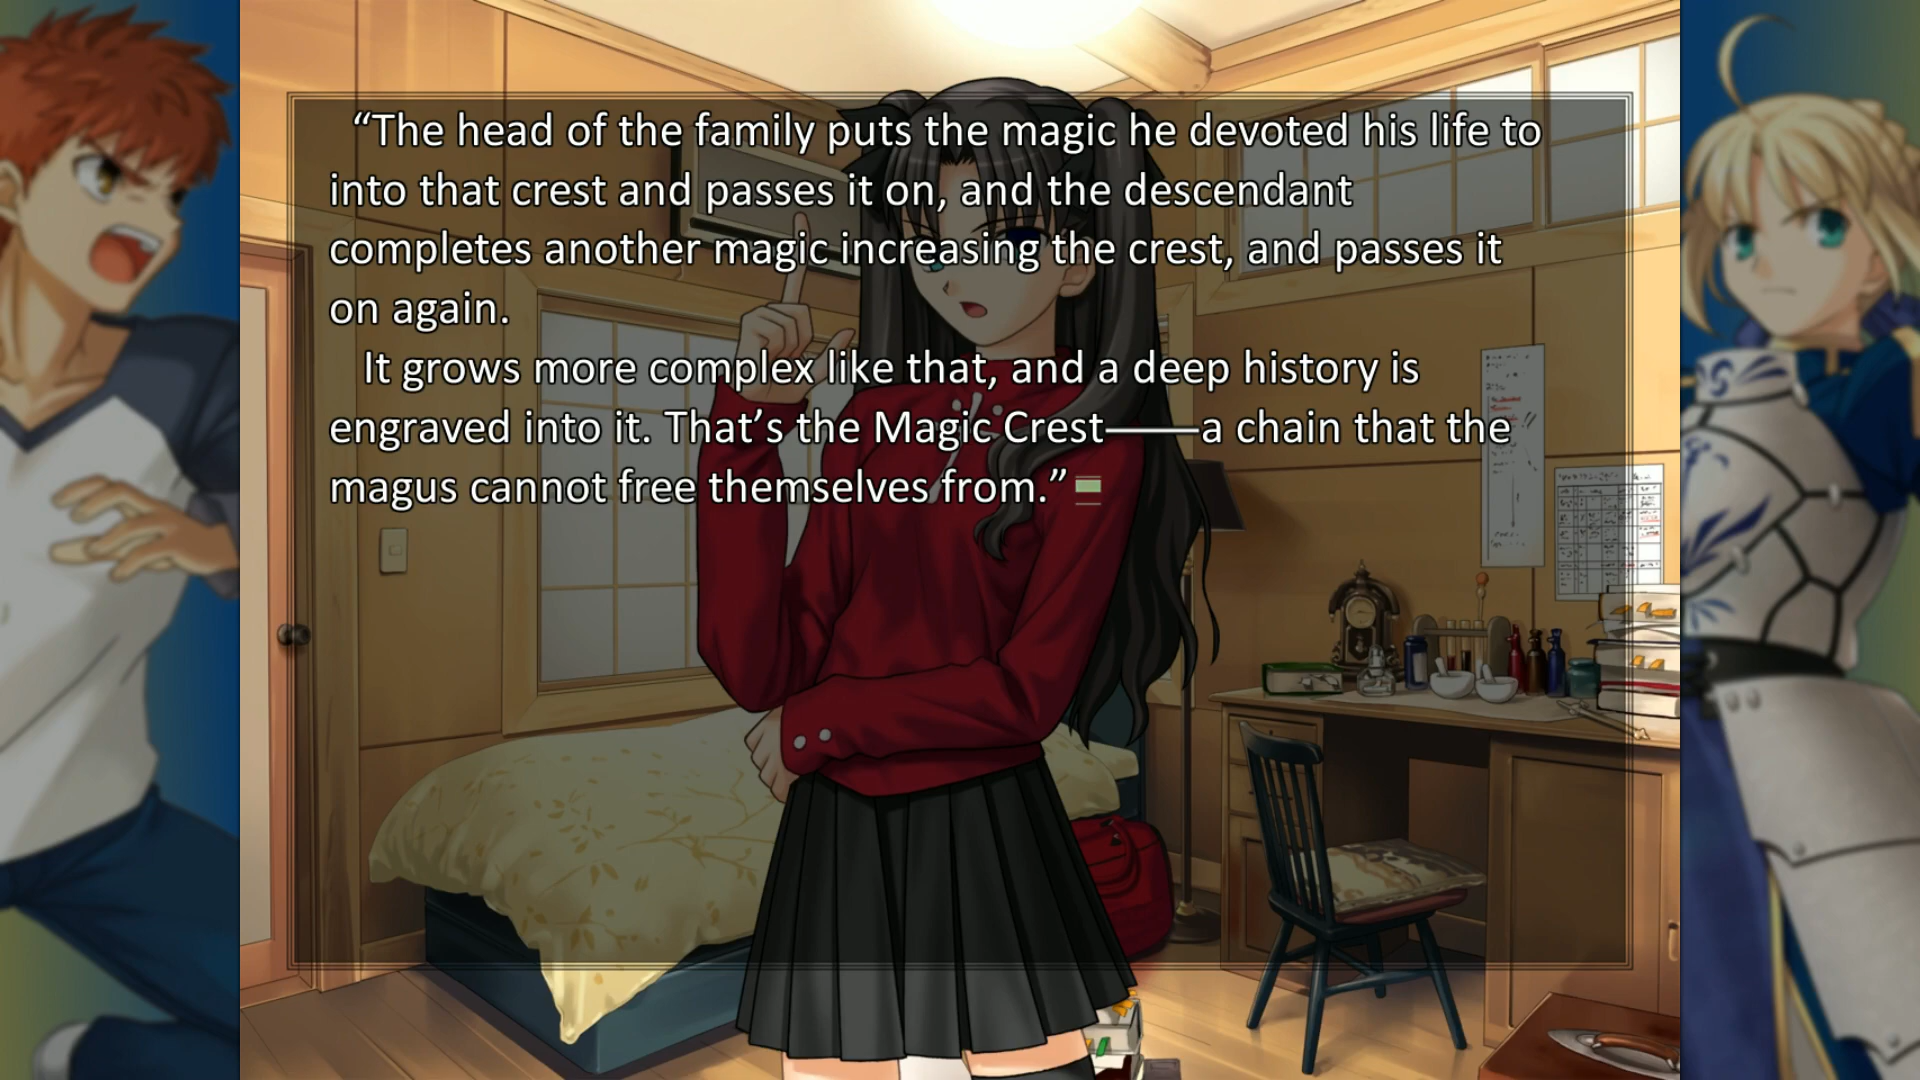 “The head of the family puts the magic he devoted his life to
into that crest and passes it on, and the descendant
completes another magic increasing the crest, and passes it
on again.
It grows more complex like that, and a deep history is
engraved into it. That’s the Magic Crest——a chain that the
magus cannot free themselves from.”